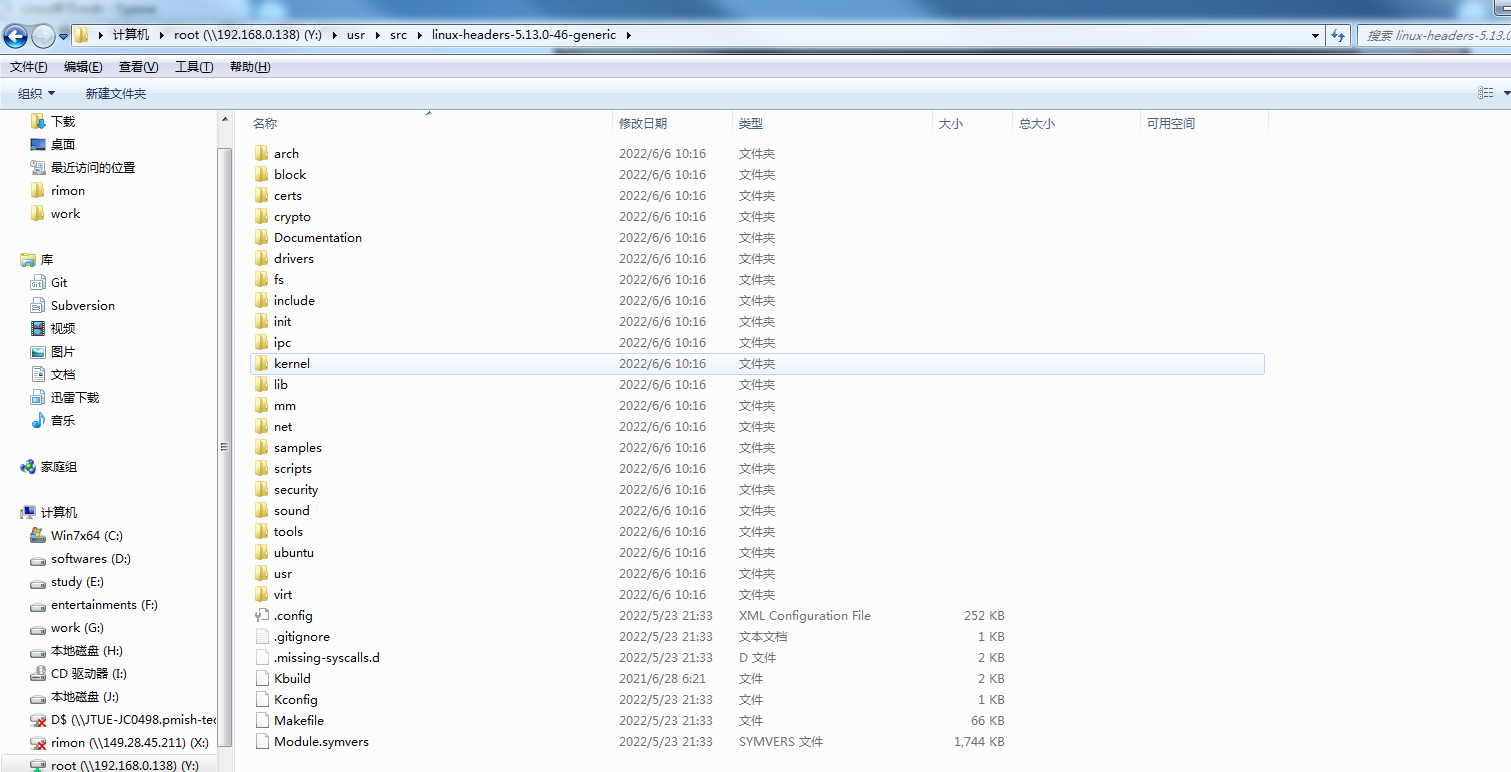 计算机 root (\\192.168.0.138) (Y:) usr src linux-headers-5.13.0-46-generic 搜索 linux-headers-5.13.0
文件(F) 编辑(E) 查看(V) 工具(T) 帮助(H)
组织 新建文件夹
下载
桌面
最近访问的位置
rimon
work
库
Git
Subversion
视频
图片
文档
迅雷下载
音乐
家庭组
计算机
Win7x64 (C:)
softwares (D:)
study (E:)
entertainments (F:)
work (G:)
本地磁盘 (H:)
CD 驱动器 (I:)
本地磁盘 (J:)
D$ (\\JTUE-JC0498.pmish-tec
rimon (\\149.28.45.211) (X:)
root (\\192.168.0.138) (Y:)
名称 修改日期 类型 大小 总大小 可用空间
arch 2022/6/6 10:16 文件夹
block 2022/6/6 10:16 文件夹
certs 2022/6/6 10:16 文件夹
crypto 2022/6/6 10:16 文件夹
Documentation 2022/6/6 10:16 文件夹
drivers 2022/6/6 10:16 文件夹
fs 2022/6/6 10:16 文件夹
include 2022/6/6 10:16 文件夹
init 2022/6/6 10:16 文件夹
ipc 2022/6/6 10:16 文件夹
kernel 2022/6/6 10:16 文件夹
lib 2022/6/6 10:16 文件夹
mm 2022/6/6 10:16 文件夹
net 2022/6/6 10:16 文件夹
samples 2022/6/6 10:16 文件夹
scripts 2022/6/6 10:16 文件夹
security 2022/6/6 10:16 文件夹
sound 2022/6/6 10:16 文件夹
tools 2022/6/6 10:16 文件夹
ubuntu 2022/6/6 10:16 文件夹
usr 2022/6/6 10:16 文件夹
virt 2022/6/6 10:16 文件夹
.config 2022/5/23 21:33 XML Configuration File 252 KB
.gitignore 2022/5/23 21:33 文本文档 1 KB
.missing-syscalls.d 2022/5/23 21:33 D 文件 2 KB
Kbuild 2021/6/28 6:21 文件 2 KB
Kconfig 2022/5/23 21:33 文件 1 KB
Makefile 2022/5/23 21:33 文件 66 KB
Module.symvers 2022/5/23 21:33 SYMVERS 文件 1,744 KB